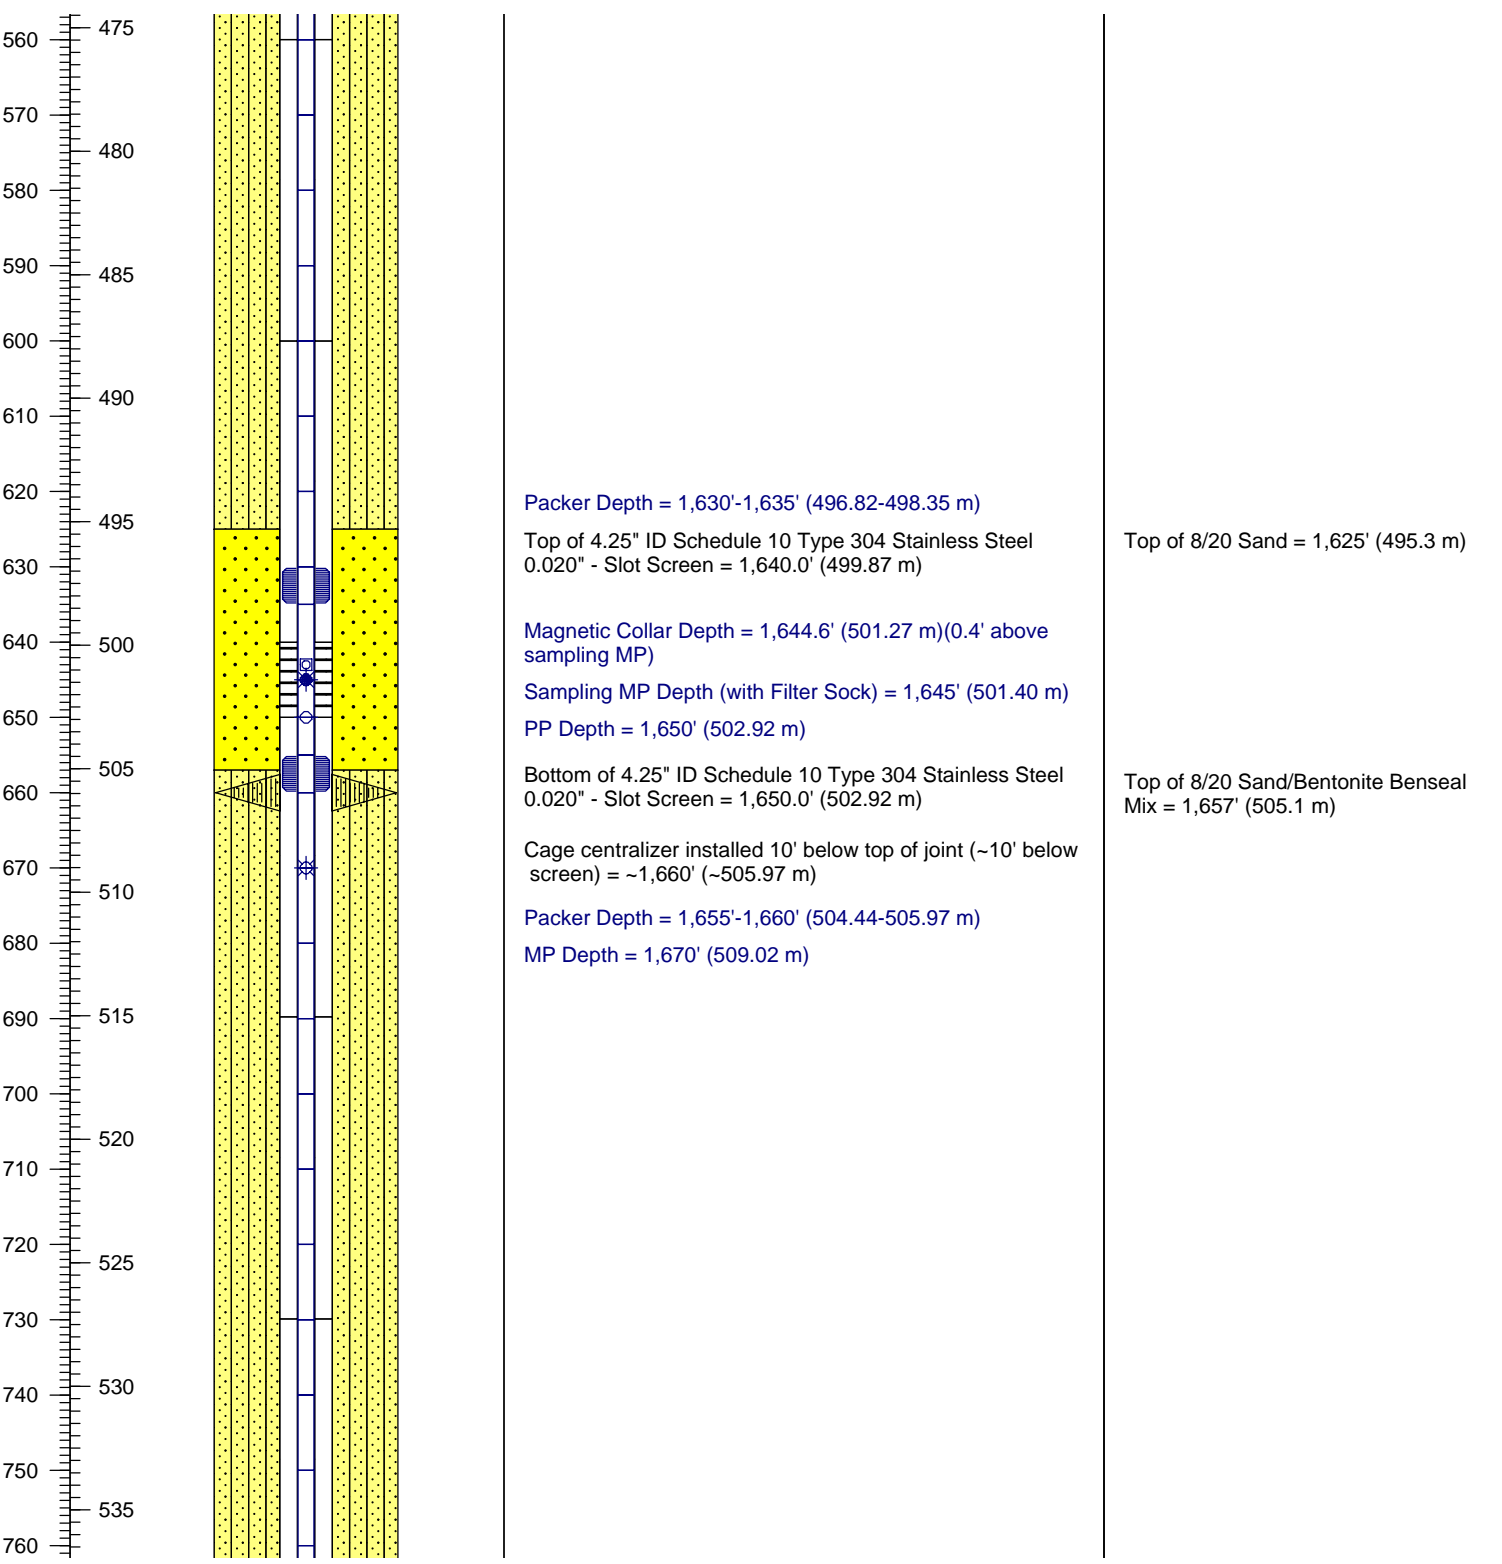 560
570
580
590
600
610
620
630
640
650
660
670
680
690
700
710
720
730
740
750
760
475
480
485
490
495
500
505
510
515
520
525
530
535
Packer Depth = 1,630'-1,635' (496.82-498.35 m)
Top of 4.25" ID Schedule 10 Type 304 Stainless Steel
0.020" - Slot Screen = 1,640.0' (499.87 m)
Magnetic Collar Depth = 1,644.6' (501.27 m)(0.4' above
sampling MP)
Sampling MP Depth (with Filter Sock) = 1,645' (501.40 m)
PP Depth = 1,650' (502.92 m)
Bottom of 4.25" ID Schedule 10 Type 304 Stainless Steel
0.020" - Slot Screen = 1,650.0' (502.92 m)
Cage centralizer installed 10' below top of joint (~10' below
screen) = ~1,660' (~505.97 m)
Packer Depth = 1,655'-1,660' (504.44-505.97 m)
MP Depth = 1,670' (509.02 m)
Top of 8/20 Sand = 1,625' (495.3 m)
Top of 8/20 Sand/Bentonite Benseal
Mix = 1,657' (505.1 m)